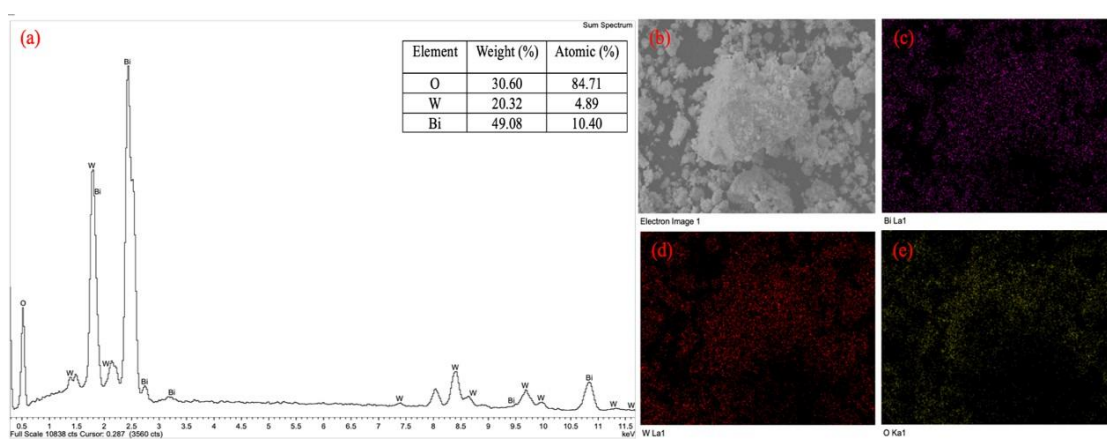 Sum Spectrum
(a)
Element Weight (%) Atomic (%)
O 30.60 84.71
W 20.32 4.89
Bi 49.08 10.40
Bi
W
Bi
O
W
W
Bi
Bi
W
W
W
Bi
W
W
Bi
W
W
0.5 1 1.5 2 2.5 3 3.5 4 4.5 5 5.5 6 6.5 7 7.5 8 8.5 9 9.5 10 10.5 11 11.5
Full Scale 10838 cts Cursor: 0.287 (3560 cts)
keV
(b)
Electron Image 1
(c)
Bi La1
(d)
W La1
(e)
O Ka1